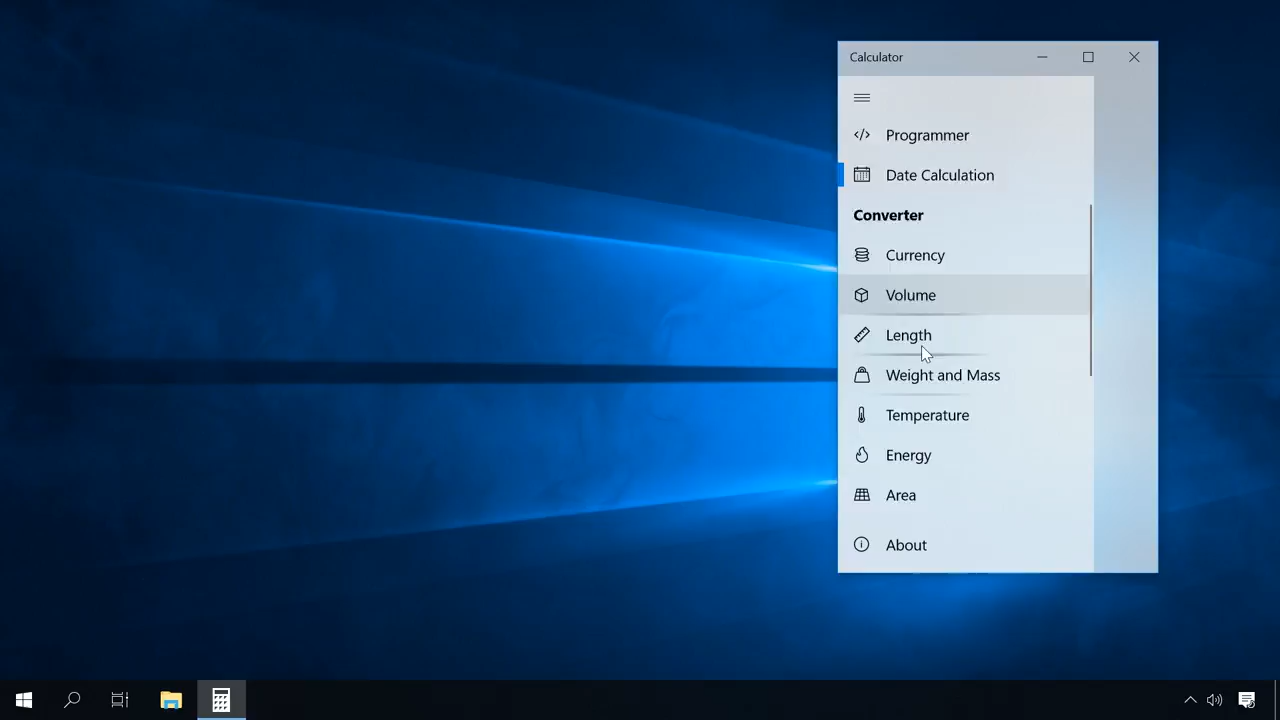 Calculator
Programmer
Date Calculation
Converter
Currency
Volume
Length
Weight and Mass
Temperature
Energy
Area
About